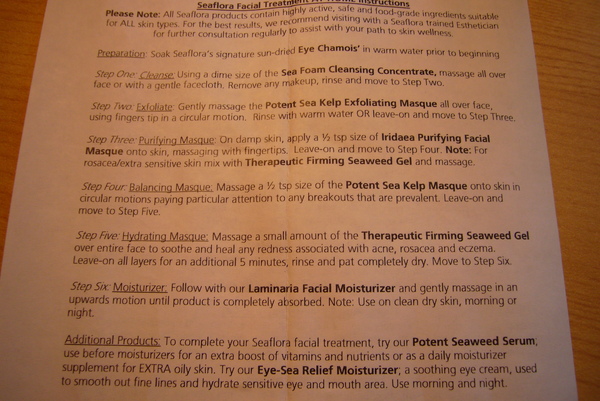 Seaflora Facial Treatment Instructions
Please Note: All Seaflora products contain highly active, safe and food-grade ingredients suitable
for ALL skin types. For the best results, we recommend visiting with a Seaflora trained Esthetician
for further consultation regularly to assist with your path to skin wellness.
Preparation: Soak Seaflora's signature sun-dried Eye Chamois' in warm water prior to beginning
Step One: Cleanse. Using a dime size of the Sea Foam Cleansing Concentrate, massage all over
face or with a gentle facecloth. Remove any makeup, rinse and move to Step Two.
Step Two: Exfoliate: Gently massage the Potent Sea Kelp Exfoliating Masque all over face,
using fingers tip in a circular motion. Rinse with warm water OR leave-on and move to Step Three.
Step Three: Purifying Masque: On damp skin, apply a ½ tsp size of Iridaea Purifying Facial
Masque onto skin, massaging with fingertips. Leave-on and move to Step Four. Note: For
rosacea/extra sensitive skin mix with Therapeutic Firming Seaweed Gel and massage.
Step Four: Balancing Masque: Massage a ½ tsp size of the Potent Sea Kelp Masque onto skin in
circular motions paying particular attention to any breakouts that are prevalent. Leave-on and
move to Step Five.
Step Five: Hydrating Masque: Massage a small amount of the Therapeutic Firming Seaweed Gel
over entire face to soothe and heal any redness associated with acne, rosacea and eczema.
Leave-on all layers for an additional 5 minutes, rinse and pat completely dry. Move to Step Six.
Step Six: Moisturizer: Follow with our Laminaria Facial Moisturizer and gently massage in an
upwards motion until product is completely absorbed. Note: Use on clean dry skin, morning or
night.
Additional Products: To complete your Seaflora facial treatment, try our Potent Seaweed Serum;
use before moisturizers for an extra boost of vitamins and nutrients or as a daily moisturizer
supplement for EXTRA oily skin. Try our Eye-Sea Relief Moisturizer; a soothing eye cream, used
to smooth out fine lines and hydrate sensitive eye and mouth area. Use morning and night.